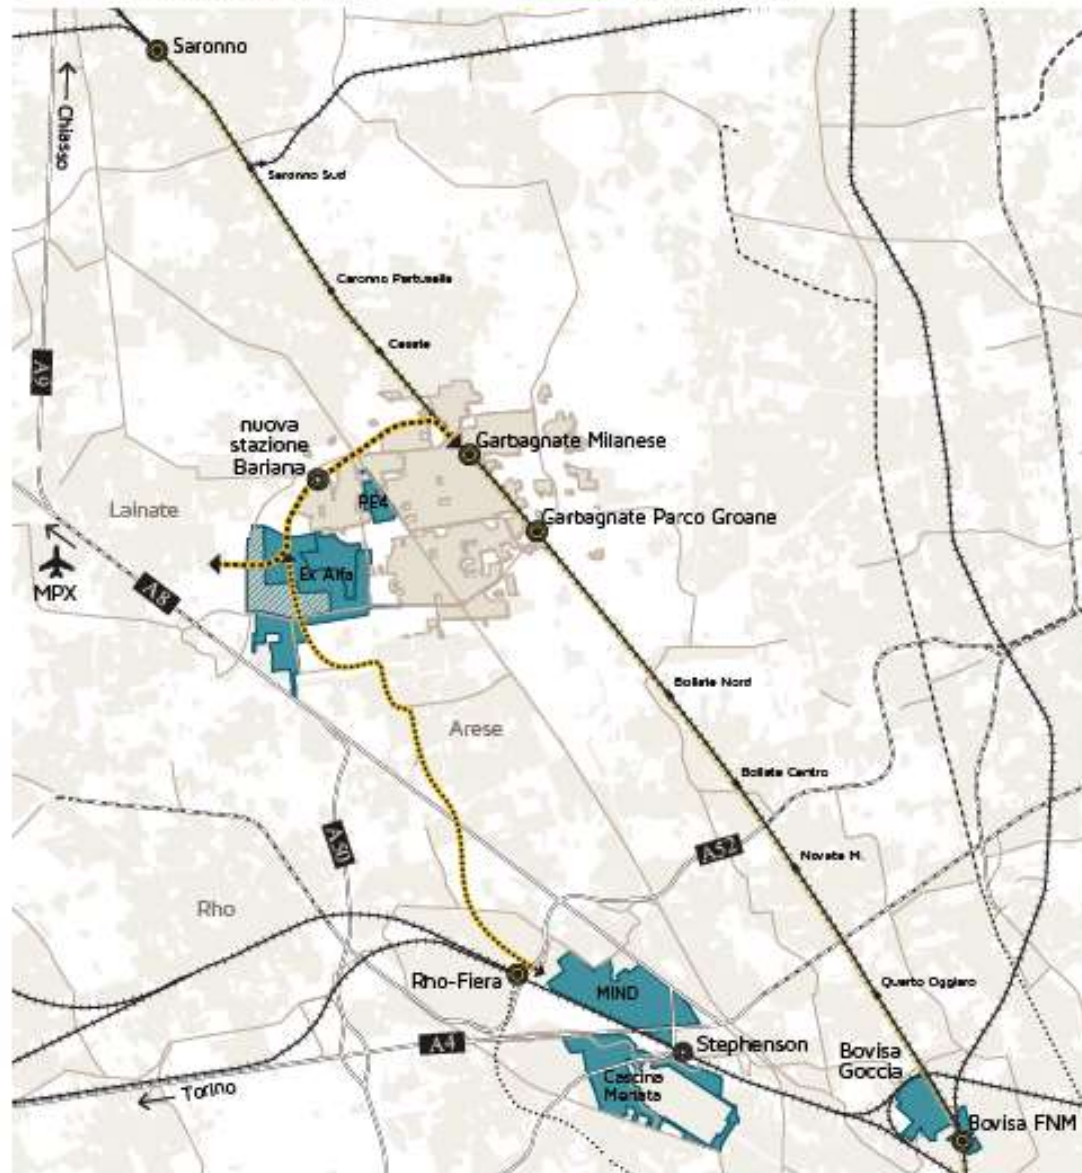 Saronno
Chiasso
Saronno Sud
Caronno Pertusella
Cesate
A9
nuova
stazione
Bariana
Garbagnate Milanese
Lainate
RE4
Garbagnate Parco Groane
MPX
A8
Ex Alfa
Bollate Nord
Arese
Bollate Centro
A50
A52
Novate M.
Rho
Rho-Fiera
MIND
Quarto Oggiaro
A4
Stephenson
Bovisa
Goccia
Torino
Cascina
Merlata
Bovisa FNM